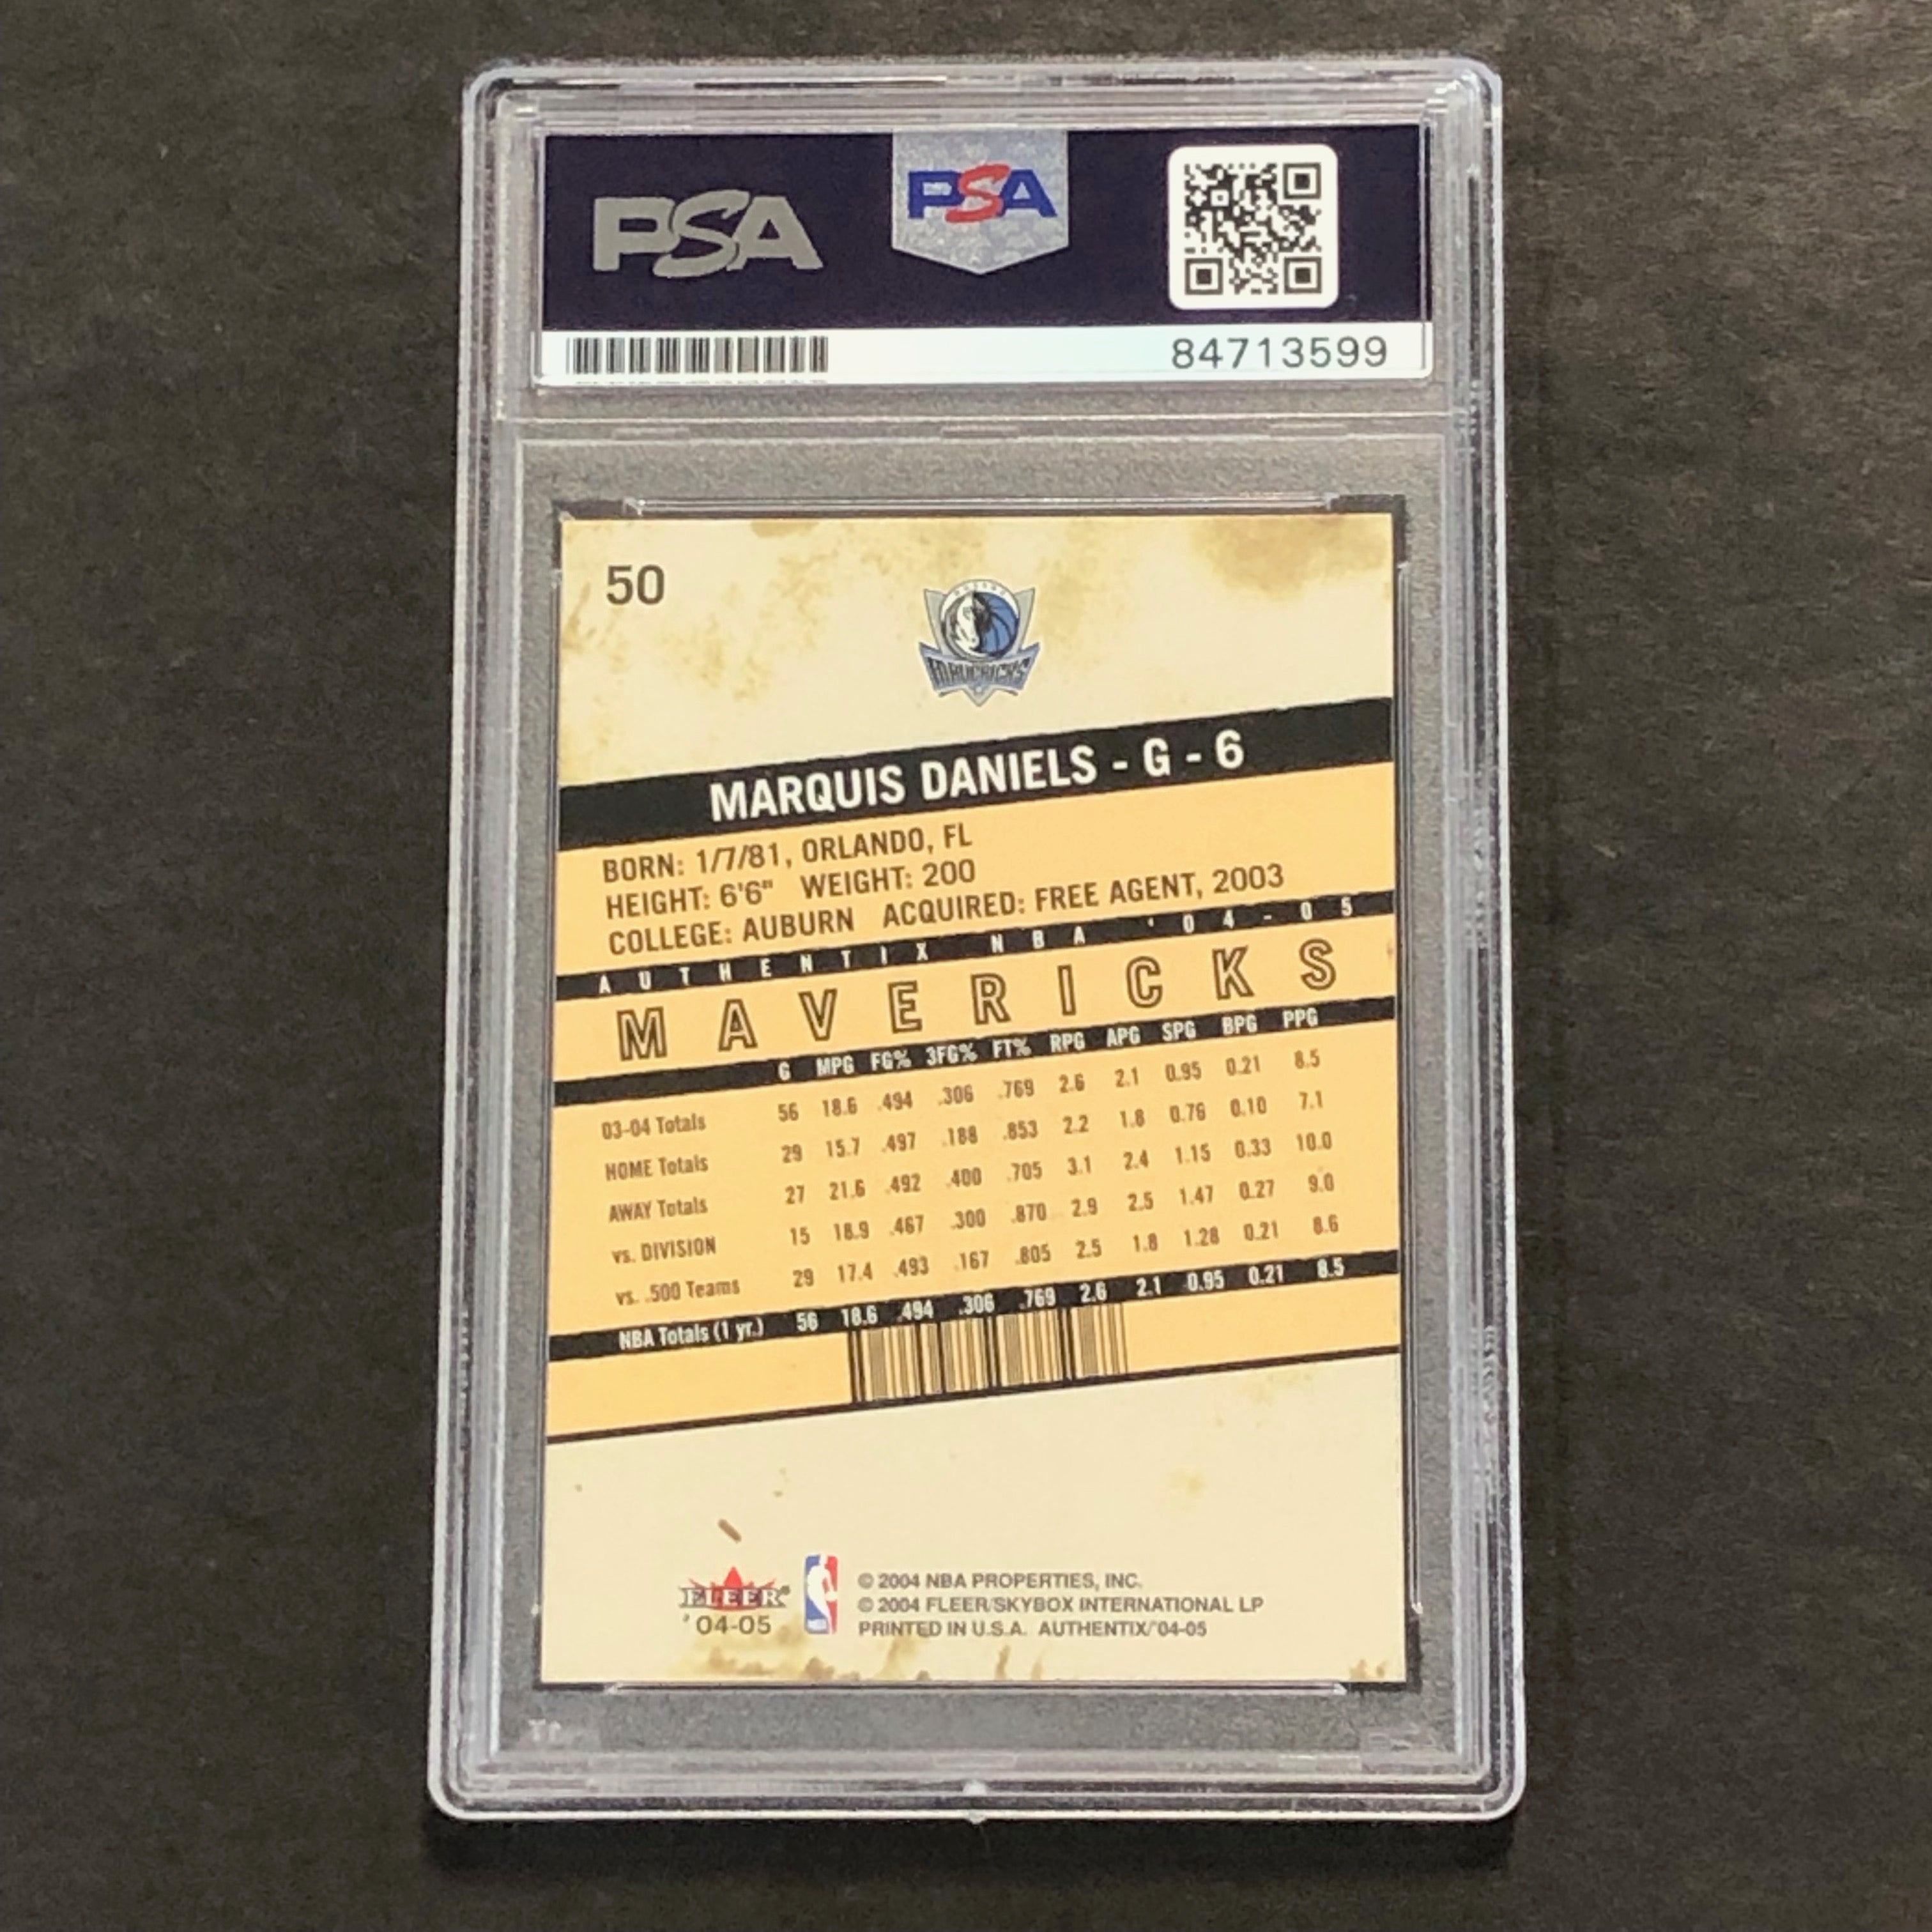 PSA
PSA
84713599
50
MAVERICKS
MARQUIS DANIELS - G - 6
BORN: 1/7/81, ORLANDO, FL
HEIGHT: 6'6" WEIGHT: 200
COLLEGE: AUBURN ACQUIRED: FREE AGENT, 2003
AUTHENTIX NBA '04-05
MAVERICKS
G MPG FG% 3FG% FT% RPG APG SPG BPG PPG
03-04 Totals 56 18.6 .494 .306 .769 2.6 2.1 0.95 0.21 8.5
HOME Totals 29 15.7 .497 .188 .853 2.2 1.8 0.76 0.10 7.1
AWAY Totals 27 21.6 .492 .400 .705 3.1 2.4 1.15 0.33 10.0
vs. DIVISION 15 18.9 .467 .300 .870 2.9 2.5 1.47 0.27 9.0
vs. .500 Teams 29 17.4 .493 .167 .805 2.5 1.8 1.28 0.21 8.6
NBA Totals (1 yr.) 56 18.6 .494 .306 .769 2.6 2.1 0.95 0.21 8.5
FLEER
'04-05
© 2004 NBA PROPERTIES, INC.
© 2004 FLEER/SKYBOX INTERNATIONAL LP
PRINTED IN U.S.A. AUTHENTIX/'04-05